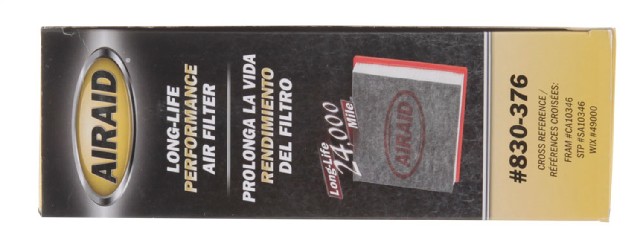 AIRAID
LONG-LIFE
PERFORMANCE
AIR FILTER
PROLONGA LA VIDA
RENDIMIENTO
DEL FILTRO
Long-Life
24,000
Mile
AIRAID
#830-376
CROSS REFERENCE /
RÉFÉRENCES CROISÉES:
FRAM #CA10346
STP #SA10346
WIX #49000